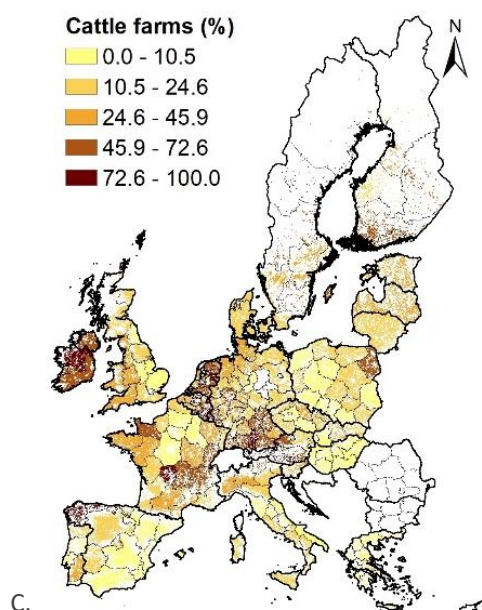 Cattle farms (%)
N
0.0 - 10.5
10.5 - 24.6
24.6 - 45.9
45.9 - 72.6
72.6 - 100.0
C.